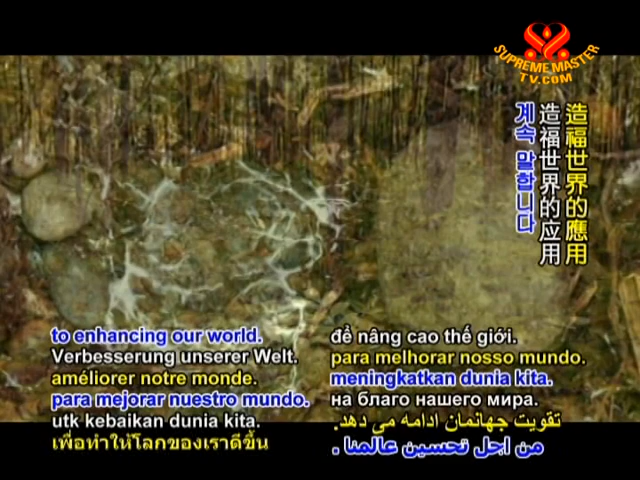 SUPREME MASTER
TV.COM
造福世界的應用
造福世界的应用
계속 말합니다
to enhancing our world.
Verbesserung unserer Welt.
améliorer notre monde.
para mejorar nuestro mundo.
utk kebaikan dunia kita.
เพื่อทำให้โลกของเราดีขึ้น
để nâng cao thế giới.
para melhorar nosso mundo.
meningkatkan dunia kita.
на благо нашего мира.
تقویت جهانمان ادامه می دهد.
من اجل تحسين عالمنا .